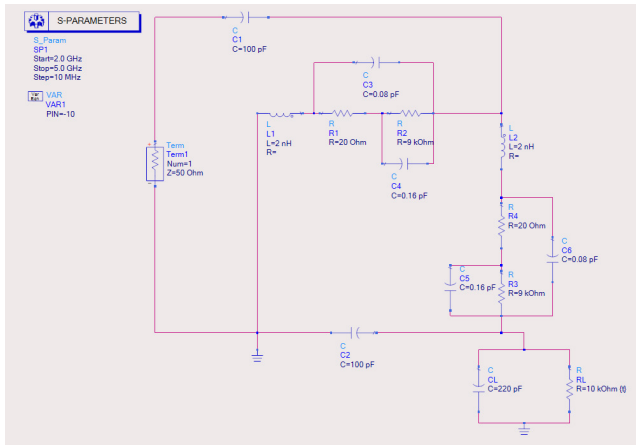 S-PARAMETERS
S_Param
SP1
Start=2.0 GHz
Stop=5.0 GHz
Step=10 MHz
Var
Eqn
VAR
VAR1
PIN=-10
C
C1
C=100 pF
C
C3
C=0.08 pF
L
L1
L=2 nH
R=
R
R1
R=20 Ohm
R
R2
R=9 kOhm
C
C4
C=0.16 pF
L
L2
L=2 nH
R=
Term
Term1
Num=1
Z=50 Ohm
R
R4
R=20 Ohm
C
C6
C=0.08 pF
C
C5
C=0.16 pF
R
R3
R=9 kOhm
C
C2
C=100 pF
C
CL
C=220 pF
R
RL
R=10 kOhm (t)